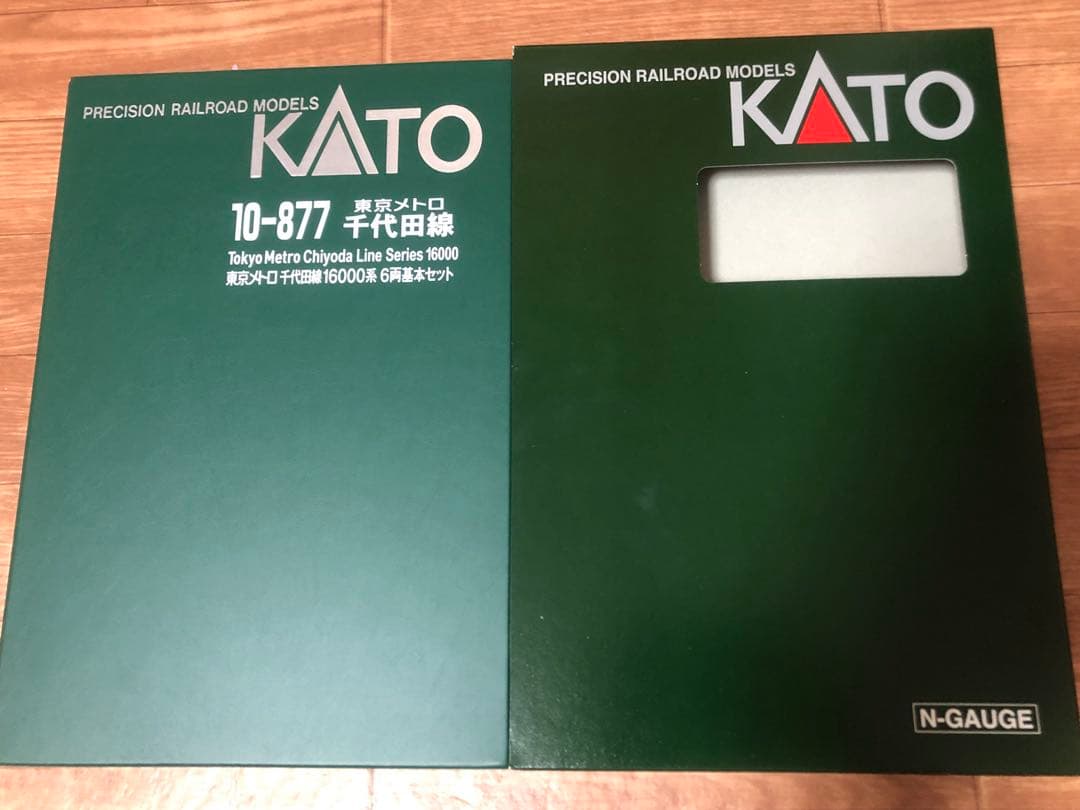 PRECISION RAILROAD MODELS
KATO
10-877 東京メトロ 千代田線
Tokyo Metro Chiyoda Line Series 16000
東京メトロ 千代田線16000系 6両基本セット
PRECISION RAILROAD MODELS
KATO
N-GAUGE